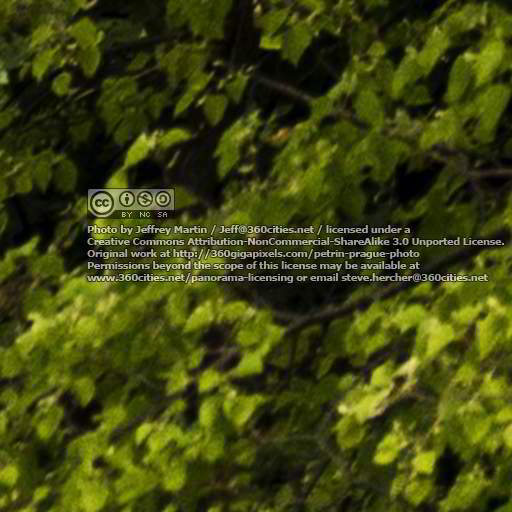 cc
BY NC SA
Photo by Jeffrey Martin / Jeff@360cities.net / licensed under a
Creative Commons Attribution-NonCommercial-ShareAlike 3.0 Unported License.
Original work at http://360gigapixels.com/petrin-prague-photo
Permissions beyond the scope of this license may be available at
www.360cities.net/panorama-licensing or email steve.hercher@360cities.net